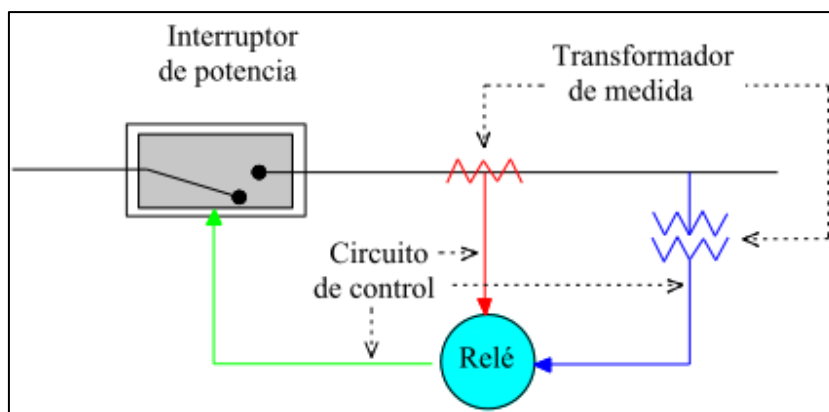 Interruptor
de potencia
Transformador
de medida
Circuito
de control
Relé